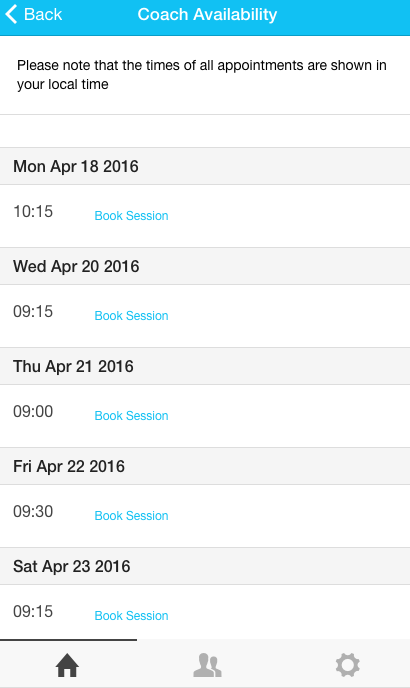 Back
Coach Availability
Please note that the times of all appointments are shown in
your local time
Mon Apr 18 2016
10:15 Book Session
Wed Apr 20 2016
09:15 Book Session
Thu Apr 21 2016
09:00 Book Session
Fri Apr 22 2016
09:30 Book Session
Sat Apr 23 2016
09:15 Book Session